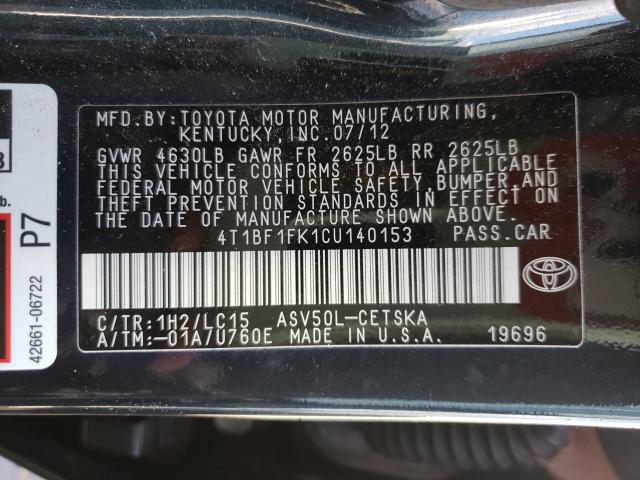 MFD.BY:TOYOTA MOTOR MANUFACTURING,
KENTUCKY,INC.07/12
GVWR 4630LB GAWR FR 2625LB RR 2625LB
THIS VEHICLE CONFORMS TO ALL APPLICABLE
FEDERAL MOTOR VEHICLE SAFETY,BUMPER,AND
THEFT PREVENTION STANDARDS IN EFFECT ON
THE DATE OF MANUFACTURE SHOWN ABOVE.
4T1BF1FK1CU140153 PASS.CAR
C/TR:1H2/LC15 ASV50L-CETSKA
A/TM:-01A/U760E MADE IN U.S.A. 19696
P7
42661-06722